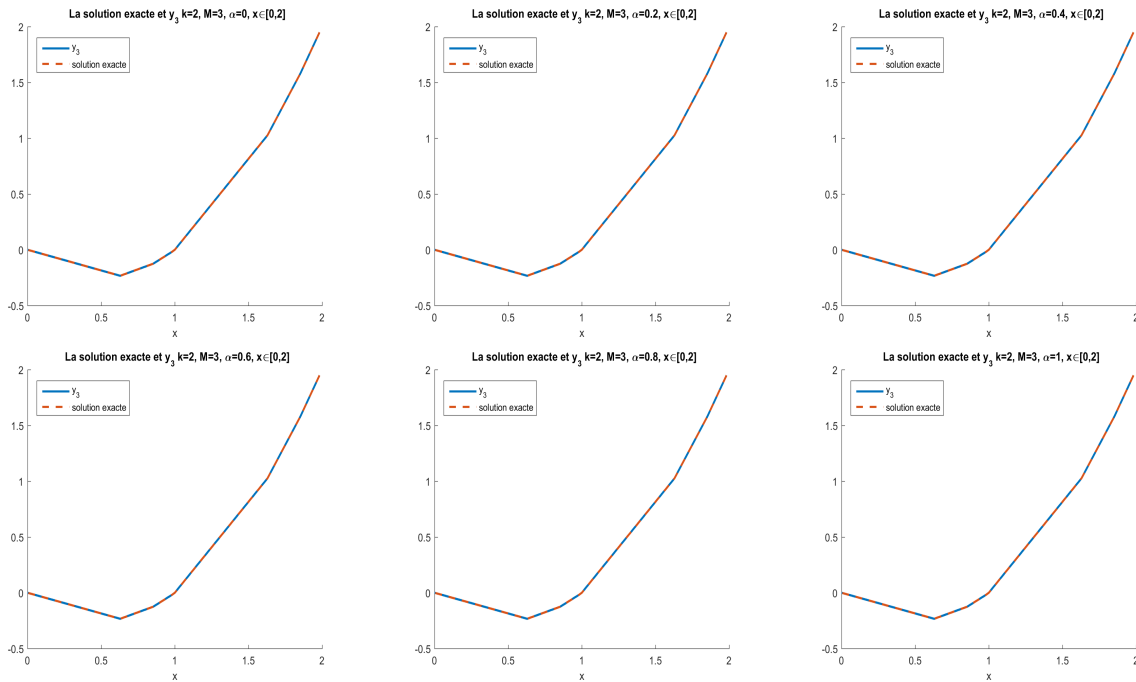 La solution exacte et y3 k=2, M=3, α=0, x∈[0,2]
y3
solution exacte
2
1.5
1
0.5
0
-0.5
0 0.5 1 1.5 2
x
La solution exacte et y3 k=2, M=3, α=0.2, x∈[0,2]
y3
solution exacte
2
1.5
1
0.5
0
-0.5
0 0.5 1 1.5 2
x
La solution exacte et y3 k=2, M=3, α=0.4, x∈[0,2]
y3
solution exacte
2
1.5
1
0.5
0
-0.5
0 0.5 1 1.5 2
x
La solution exacte et y3 k=2, M=3, α=0.6, x∈[0,2]
y3
solution exacte
2
1.5
1
0.5
0
-0.5
0 0.5 1 1.5 2
x
La solution exacte et y3 k=2, M=3, α=0.8, x∈[0,2]
y3
solution exacte
2
1.5
1
0.5
0
-0.5
0 0.5 1 1.5 2
x
La solution exacte et y3 k=2, M=3, α=1, x∈[0,2]
y3
solution exacte
2
1.5
1
0.5
0
-0.5
0 0.5 1 1.5 2
x